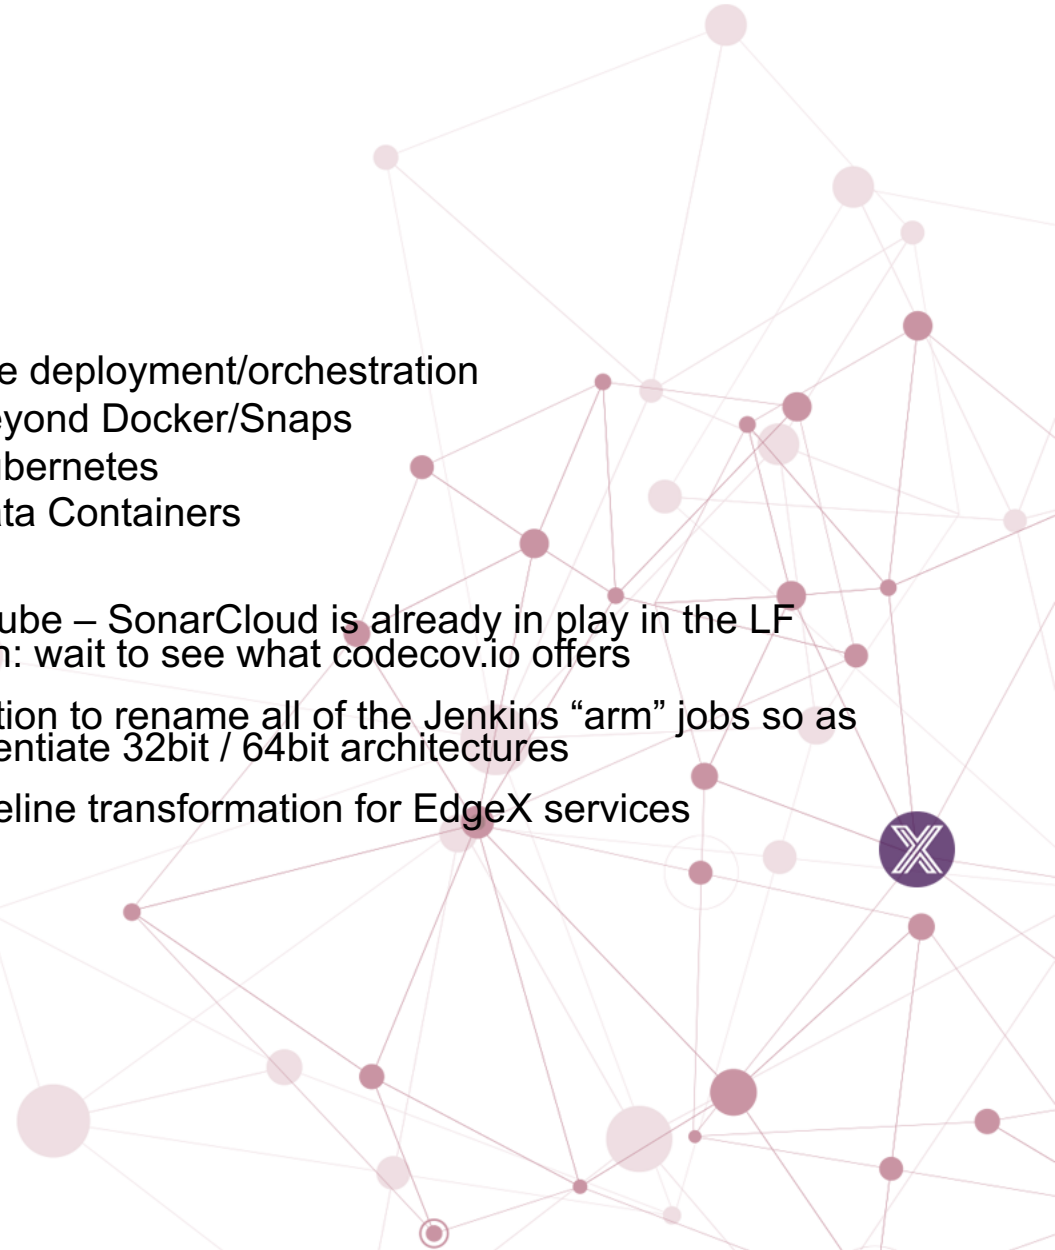 e deployment/orchestration
eyond Docker/Snaps
bernetes
ta Containers
ube – SonarCloud is already in play in the LF
n: wait to see what codecov.io offers
tion to rename all of the Jenkins “arm” jobs so as
entiate 32bit / 64bit architectures
eline transformation for EdgeX services